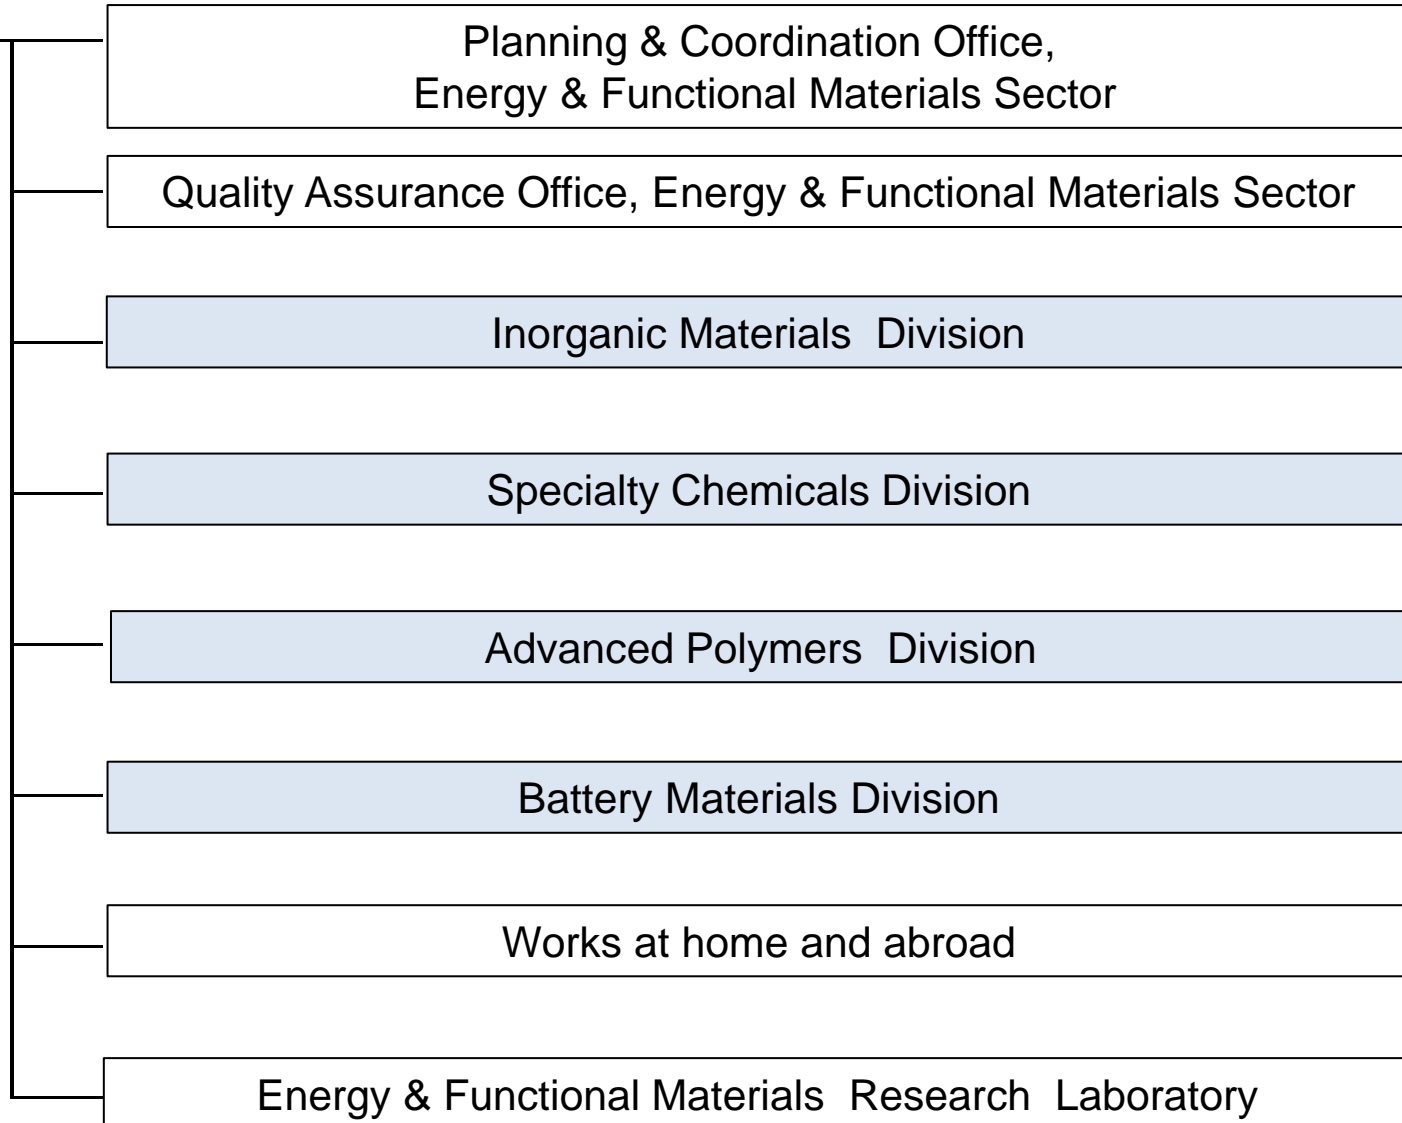 Planning & Coordination Office,
Energy & Functional Materials Sector
Quality Assurance Office, Energy & Functional Materials Sector
Inorganic Materials  Division
Specialty Chemicals Division
Advanced Polymers  Division
Battery Materials Division
Works at home and abroad
Energy & Functional Materials  Research  Laboratory